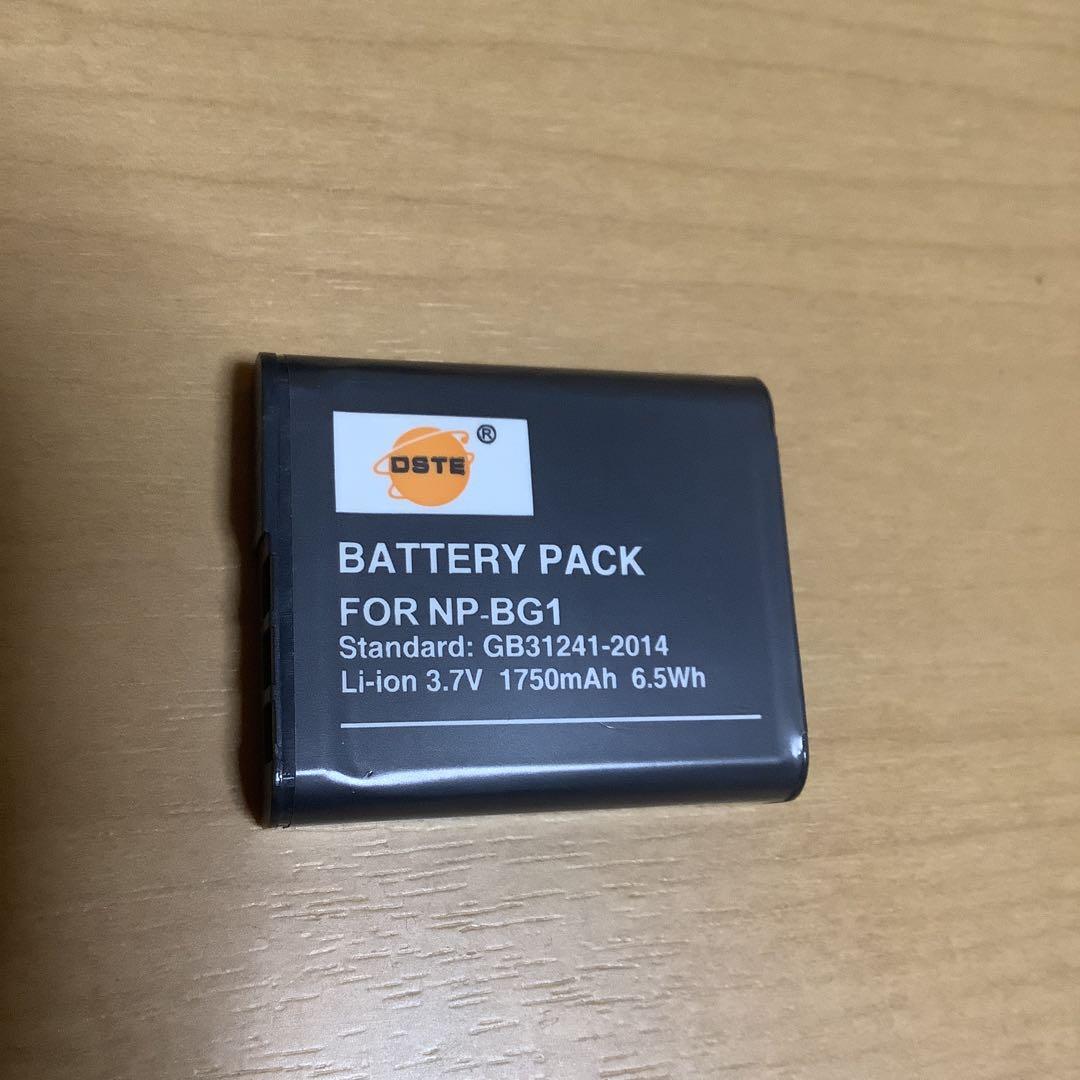 DSTE ®
BATTERY PACK
FOR NP-BG1
Standard: GB31241-2014
Li-ion 3.7V 1750mAh 6.5Wh